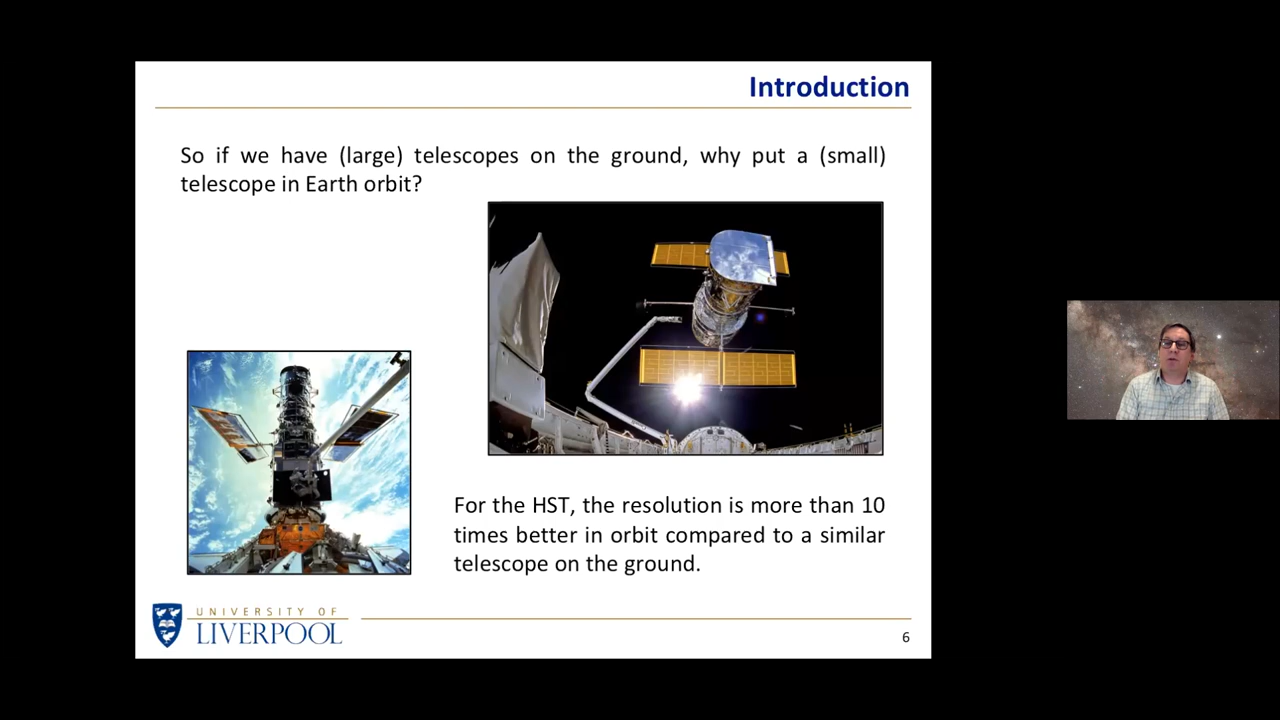 Introduction
So if we have (large) telescopes on the ground, why put a (small)
telescope in Earth orbit?
For the HST, the resolution is more than 10
times better in orbit compared to a similar
telescope on the ground.
UNIVERSITY OF
LIVERPOOL
6